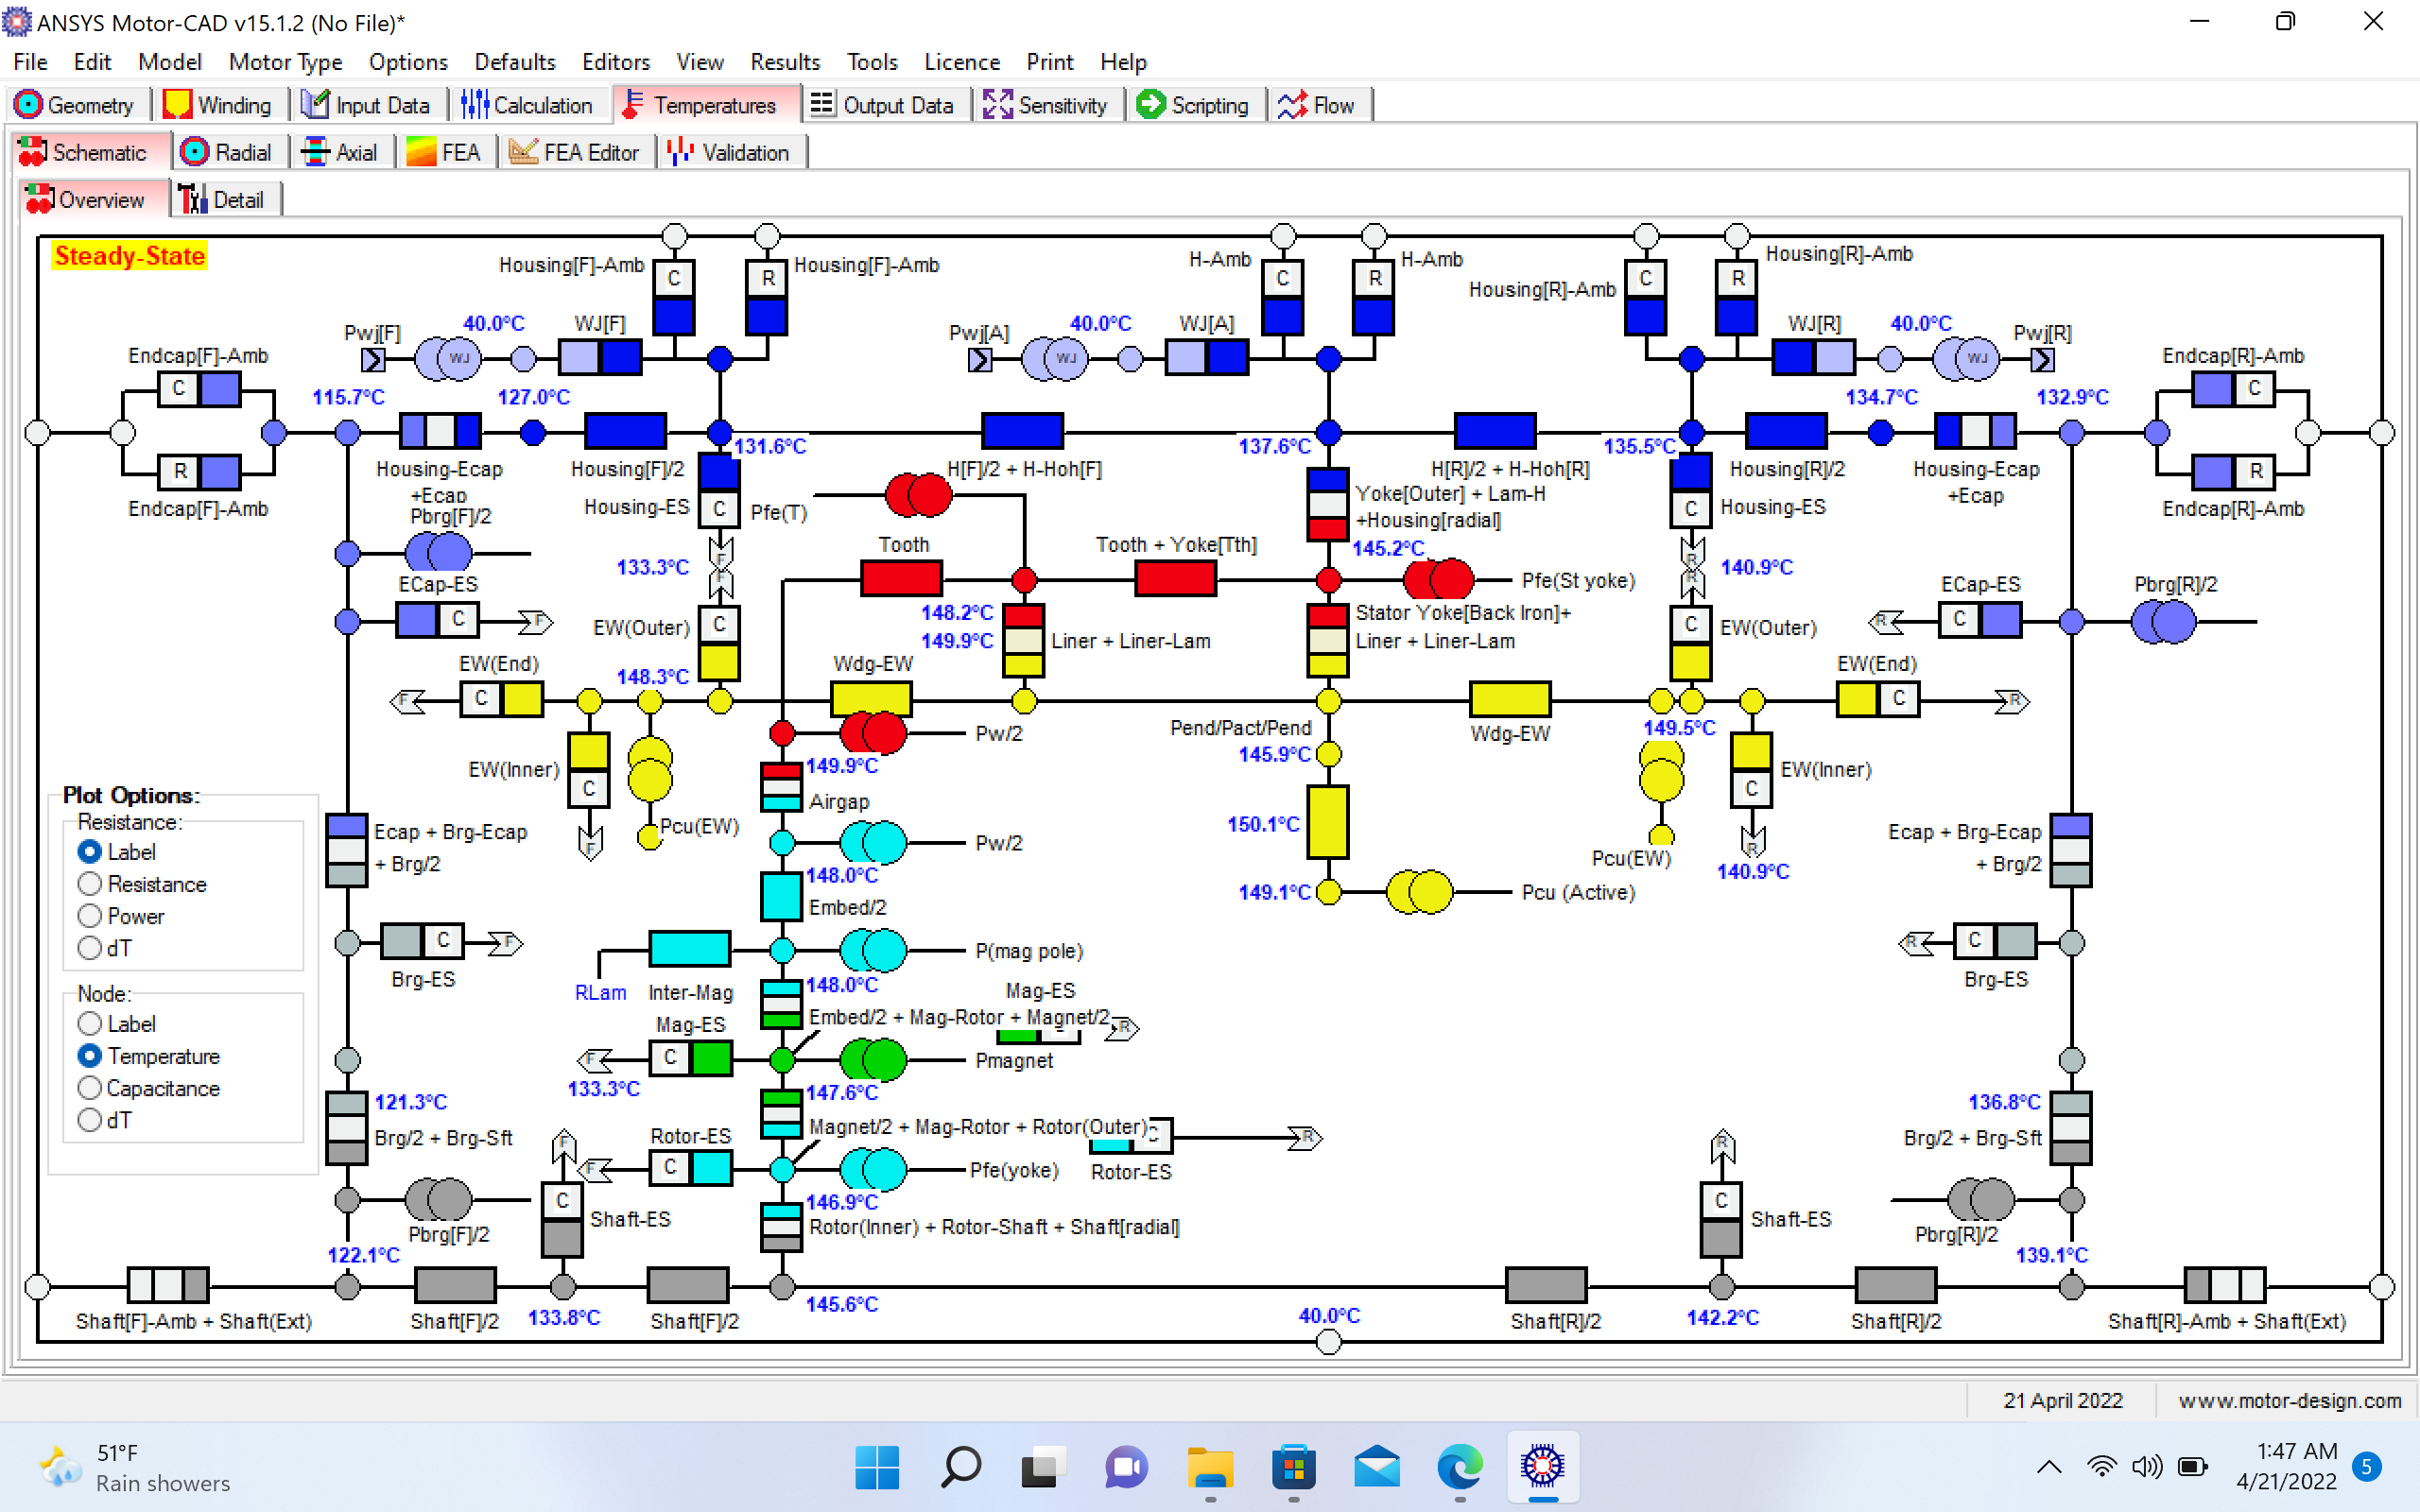 ANSYS Motor-CAD v15.1.2 (No File)*
File Edit Model Motor Type Options Defaults Editors View Results Tools Licence Print Help
Geometry Winding Input Data Calculation Temperatures Output Data Sensitivity Scripting Flow
Schematic Radial Axial FEA FEA Editor Validation
Overview Detail
Steady-State
Housing[F]-Amb C R Housing[F]-Amb H-Amb C R H-Amb Housing[R]-Amb C R Housing[R]-Amb
Pwj[F] 40.0°C WJ[F] Pwj[A] 40.0°C WJ[A] WJ[R] 40.0°C Pwj[R]
WJ WJ WJ
Endcap[F]-Amb Endcap[R]-Amb
C 115.7°C 127.0°C 134.7°C 132.9°C C
131.6°C 137.6°C 135.5°C
R Housing-Ecap Housing[F]/2 H[F]/2 + H-Hoh[F] H[R]/2 + H-Hoh[R] Housing[R]/2 Housing-Ecap R
+Ecap +Ecap
Endcap[F]-Amb Pbrg[F]/2 Housing-ES C Pfe(T) Yoke[Outer] + Lam-H C Housing-ES Endcap[R]-Amb
+Housing[radial]
Tooth Tooth + Yoke[Tth] 145.2°C
133.3°C F F R R 140.9°C
ECap-ES Pfe(St yoke) ECap-ES Pbrg[R]/2
C F 148.2°C Stator Yoke[Back Iron]+ R C
EW(Outer) C 149.9°C Liner + Liner-Lam Liner + Liner-Lam C EW(Outer)
EW(End) 148.3°C Wdg-EW EW(End)
F C C R
Pw/2 Pend/Pact/Pend Wdg-EW 149.5°C
145.9°C
EW(Inner) C 149.9°C EW(Inner) C
Airgap
Pcu(EW) 150.1°C
F Pw/2 Pcu(EW) R
140.9°C
148.0°C
149.1°C Pcu (Active)
Embed/2
Plot Options:
Resistance:
Label
Resistance
Power
dT
Node:
Label
Temperature
Capacitance
dT
Ecap + Brg-Ecap
+ Brg/2
Ecap + Brg-Ecap
+ Brg/2
C F P(mag pole) R C
Brg-ES Brg-ES
RLam Inter-Mag 148.0°C Mag-ES
Mag-ES Embed/2 + Mag-Rotor + Magnet/2 R
F C Pmagnet
133.3°C 147.6°C
121.3°C 136.8°C
Brg/2 + Brg-Sft Rotor-ES Magnet/2 + Mag-Rotor + Rotor(Outer) C R Brg/2 + Brg-Sft
F F C Pfe(yoke) Rotor-ES R
C 146.9°C C
Pbrg[F]/2 Shaft-ES Rotor(Inner) + Rotor-Shaft + Shaft[radial] Shaft-ES Pbrg[R]/2
122.1°C 139.1°C
Shaft[F]-Amb + Shaft(Ext) Shaft[F]/2 133.8°C Shaft[F]/2 145.6°C 40.0°C Shaft[R]/2 142.2°C Shaft[R]/2 Shaft[R]-Amb + Shaft(Ext)
21 April 2022 www.motor-design.com
51°F
Rain showers
1:47 AM
4/21/2022
5